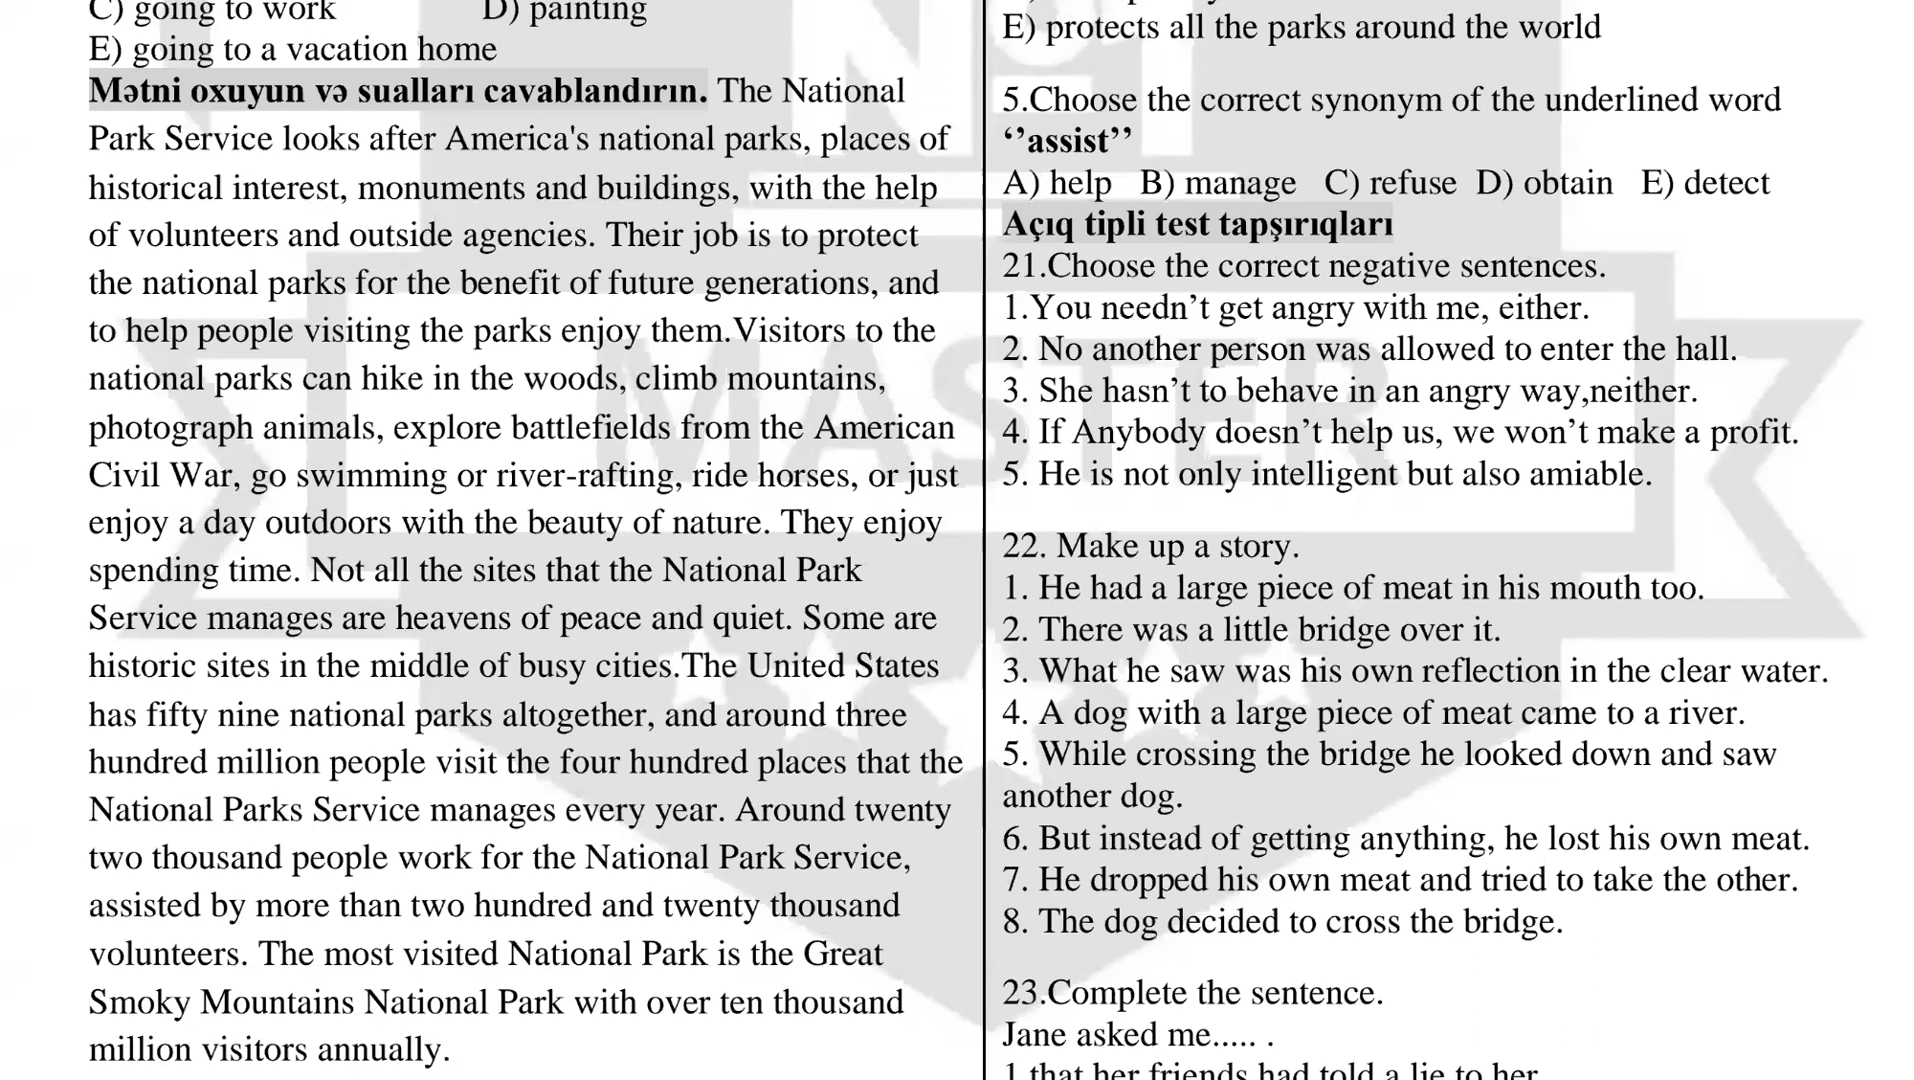 C) going to work D) painting
E) going to a vacation home
Mətni oxuyun və sualları cavablandırın. The National
Park Service looks after America's national parks, places of
historical interest, monuments and buildings, with the help
of volunteers and outside agencies. Their job is to protect
the national parks for the benefit of future generations, and
to help people visiting the parks enjoy them.Visitors to the
national parks can hike in the woods, climb mountains,
photograph animals, explore battlefields from the American
Civil War, go swimming or river-rafting, ride horses, or just
enjoy a day outdoors with the beauty of nature. They enjoy
spending time. Not all the sites that the National Park
Service manages are heavens of peace and quiet. Some are
historic sites in the middle of busy cities.The United States
has fifty nine national parks altogether, and around three
hundred million people visit the four hundred places that the
National Parks Service manages every year. Around twenty
two thousand people work for the National Park Service,
assisted by more than two hundred and twenty thousand
volunteers. The most visited National Park is the Great
Smoky Mountains National Park with over ten thousand
million visitors annually.
E) protects all the parks around the world
5.Choose the correct synonym of the underlined word
‘’assist’’
A) help B) manage C) refuse D) obtain E) detect
Açıq tipli test tapşırıqları
21.Choose the correct negative sentences.
1.You needn’t get angry with me, either.
2. No another person was allowed to enter the hall.
3. She hasn’t to behave in an angry way,neither.
4. If Anybody doesn’t help us, we won’t make a profit.
5. He is not only intelligent but also amiable.
22. Make up a story.
1. He had a large piece of meat in his mouth too.
2. There was a little bridge over it.
3. What he saw was his own reflection in the clear water.
4. A dog with a large piece of meat came to a river.
5. While crossing the bridge he looked down and saw
another dog.
6. But instead of getting anything, he lost his own meat.
7. He dropped his own meat and tried to take the other.
8. The dog decided to cross the bridge.
23.Complete the sentence.
Jane asked me..... .
1.that her friends had told a lie to her
MASTER